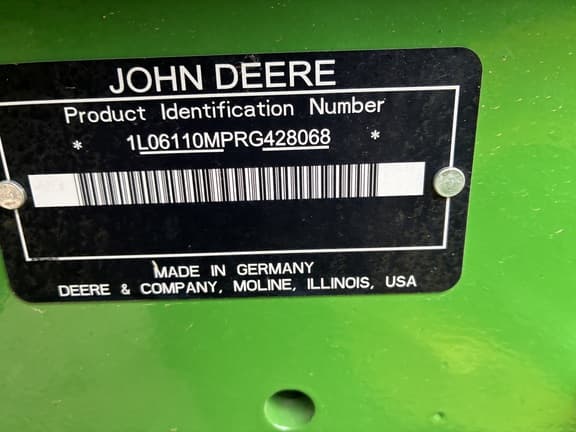 JOHN DEERE
Product Identification Number
* 1L06110MPRG428068 *
MADE IN GERMANY
DEERE & COMPANY, MOLINE, ILLINOIS, USA